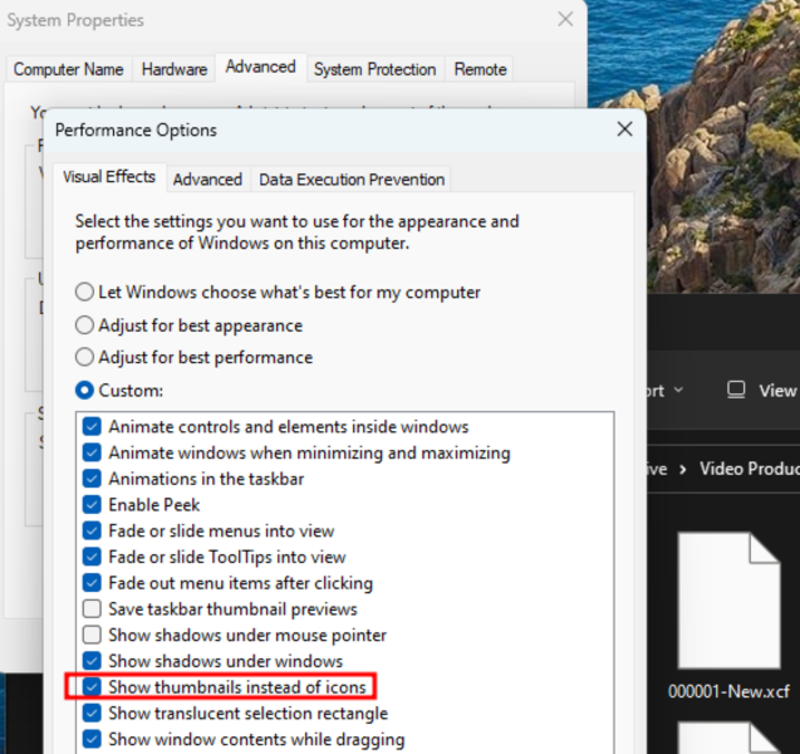 System Properties
Computer Name
Hardware
Advanced
System Protection
Remote
Performance Options
Visual Effects
Advanced
Data Execution Prevention
Select the settings you want to use for the appearance and
performance of Windows on this computer.
Let Windows choose what's best for my computer
Adjust for best appearance
Adjust for best performance
Custom:
Animate controls and elements inside windows
Animate windows when minimizing and maximizing
Animations in the taskbar
Enable Peek
Fade or slide menus into view
Fade or slide ToolTips into view
Fade out menu items after clicking
Save taskbar thumbnail previews
Show shadows under mouse pointer
Show shadows under windows
Show thumbnails instead of icons
Show translucent selection rectangle
Show window contents while dragging
ort
View
ive > Video Produc
000001-New.xcf